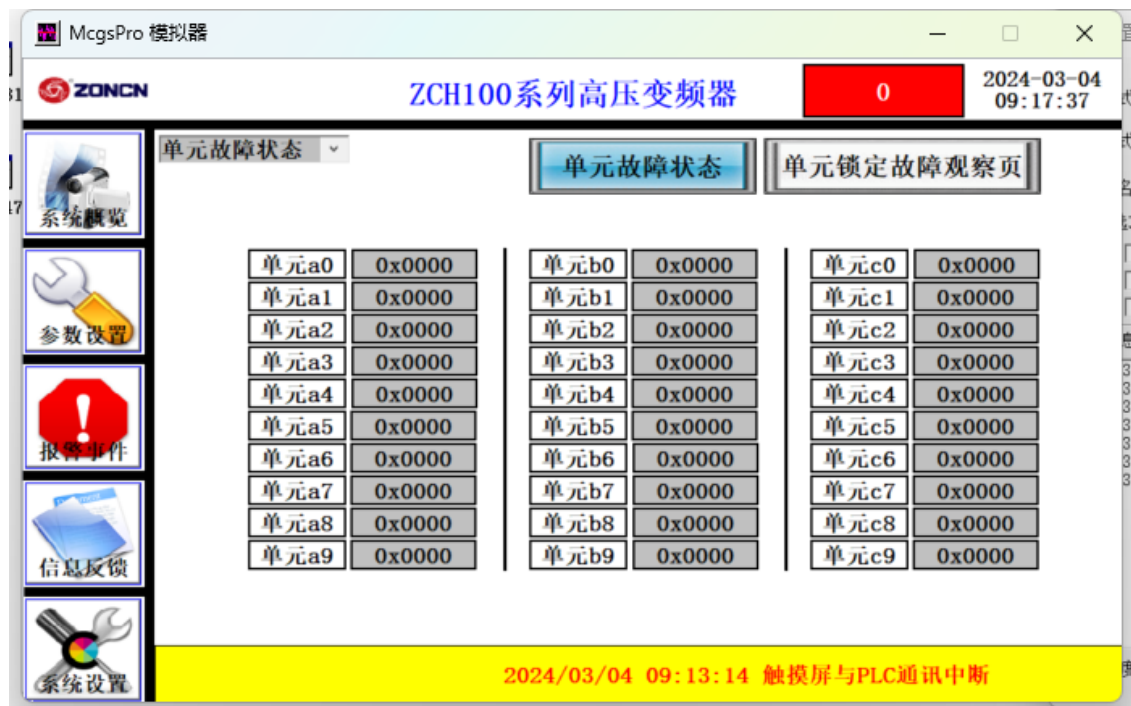 McgsPro 模拟器
ZONCN
ZCH100系列高压变频器
0
2024-03-04
09:17:37
系统概览
参数设置
报警事件
信息反馈
系统设置
单元故障状态
单元故障状态
单元锁定故障观察页
单元a0 0x0000 单元b0 0x0000 单元c0 0x0000
单元a1 0x0000 单元b1 0x0000 单元c1 0x0000
单元a2 0x0000 单元b2 0x0000 单元c2 0x0000
单元a3 0x0000 单元b3 0x0000 单元c3 0x0000
单元a4 0x0000 单元b4 0x0000 单元c4 0x0000
单元a5 0x0000 单元b5 0x0000 单元c5 0x0000
单元a6 0x0000 单元b6 0x0000 单元c6 0x0000
单元a7 0x0000 单元b7 0x0000 单元c7 0x0000
单元a8 0x0000 单元b8 0x0000 单元c8 0x0000
单元a9 0x0000 单元b9 0x0000 单元c9 0x0000
2024/03/04 09:13:14 触摸屏与PLC通讯中断